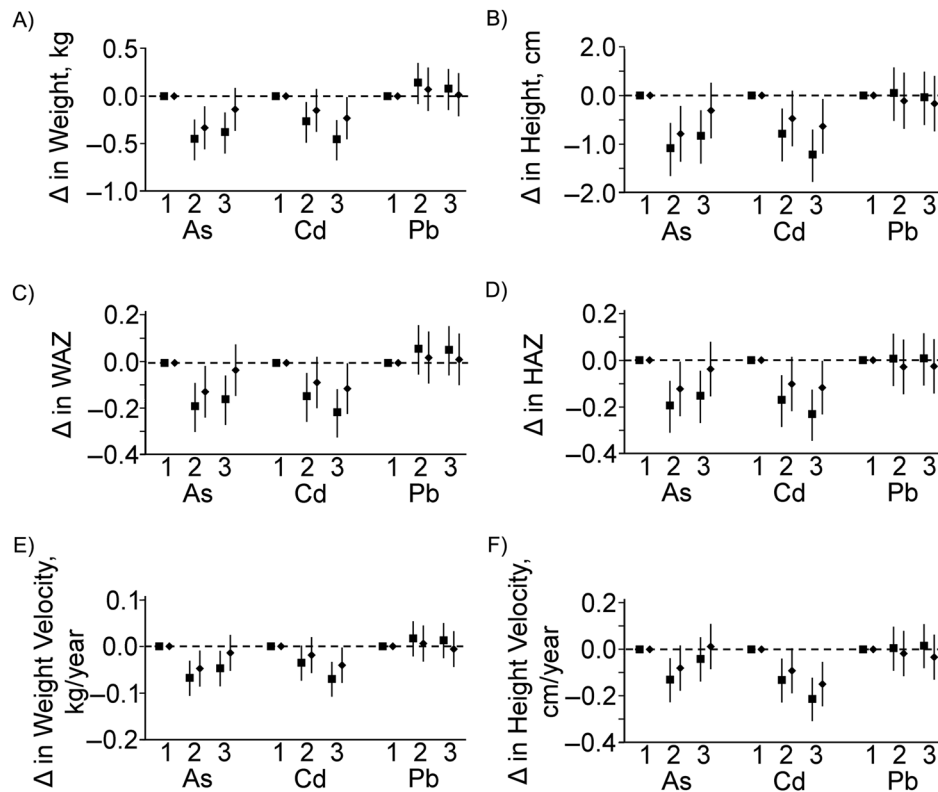 A)
Δ in Weight, kg
0.5
0.0
–0.5
–1.0
1 2 3 1 2 3 1 2 3
As Cd Pb
B)
Δ in Height, cm
2.0
0.0
–1.0
–2.0
1 2 3 1 2 3 1 2 3
As Cd Pb
C)
Δ in WAZ
0.2
0.0
–0.2
–0.4
1 2 3 1 2 3 1 2 3
As Cd Pb
D)
Δ in HAZ
0.2
0.0
–0.2
–0.4
1 2 3 1 2 3 1 2 3
As Cd Pb
E)
Δ in Weight Velocity,
kg/year
0.1
0.0
–0.1
–0.2
1 2 3 1 2 3 1 2 3
As Cd Pb
F)
Δ in Height Velocity,
cm/year
0.2
0.0
–0.2
–0.4
1 2 3 1 2 3 1 2 3
As Cd Pb